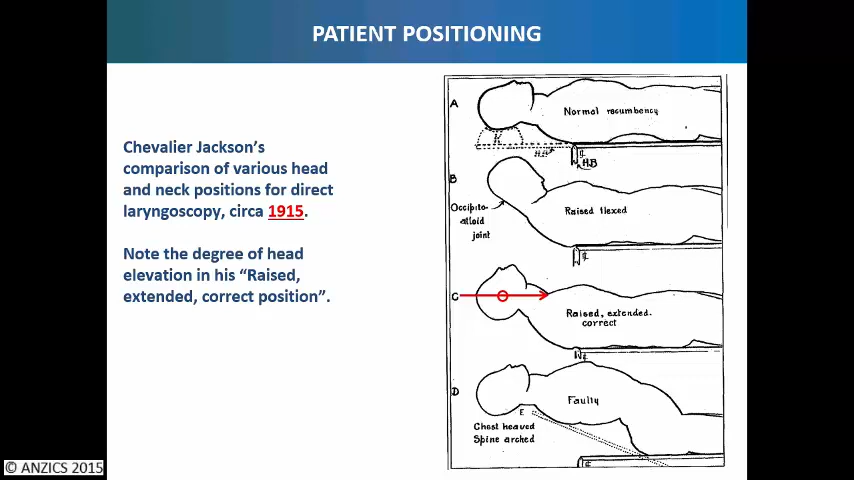 PATIENT POSITIONING
Chevalier Jackson's
comparison of various head
and neck positions for direct
laryngoscopy, circa 1915.
Note the degree of head
elevation in his “Raised,
extended, correct position”.
A
Normal recumbency
H.B
B
Occipito-
alloid
joint
Raised flexed
C
Raised, extended.
correct
D
Faulty
E
Chest heaved
Spine arched
© ANZICS 2015